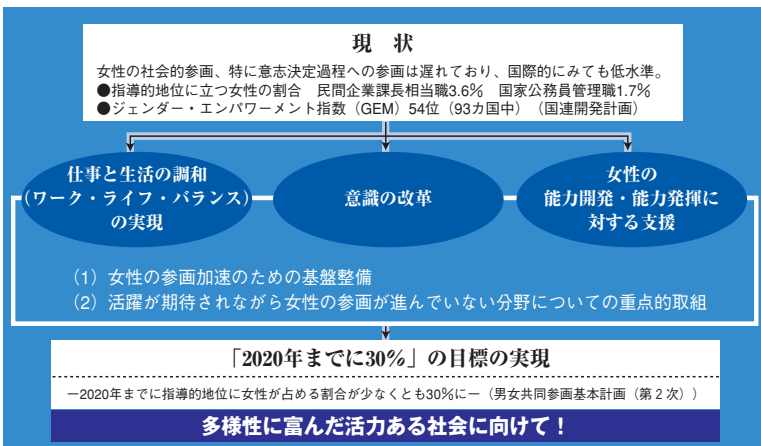 現　状
女性の社会的参画、特に意志決定過程への参画は遅れており、国際的にみても低水準。
●指導的地位に立つ女性の割合　民間企業課長相当職3.6％　国家公務員管理職1.7％
●ジェンダー・エンパワーメント指数（GEM）54位（93カ国中）（国連開発計画）
仕事と生活の調和
（ワーク・ライフ・バランス）
の実現
意識の改革
女性の
能力開発・能力発揮に
対する支援
（1）女性の参画加速のための基盤整備
（2）活躍が期待されながら女性の参画が進んでいない分野についての重点的取組
「2020年までに30％」の目標の実現
ー2020年までに指導的地位に女性が占める割合が少なくとも30％にー（男女共同参画基本計画（第２次））
多様性に富んだ活力ある社会に向けて！